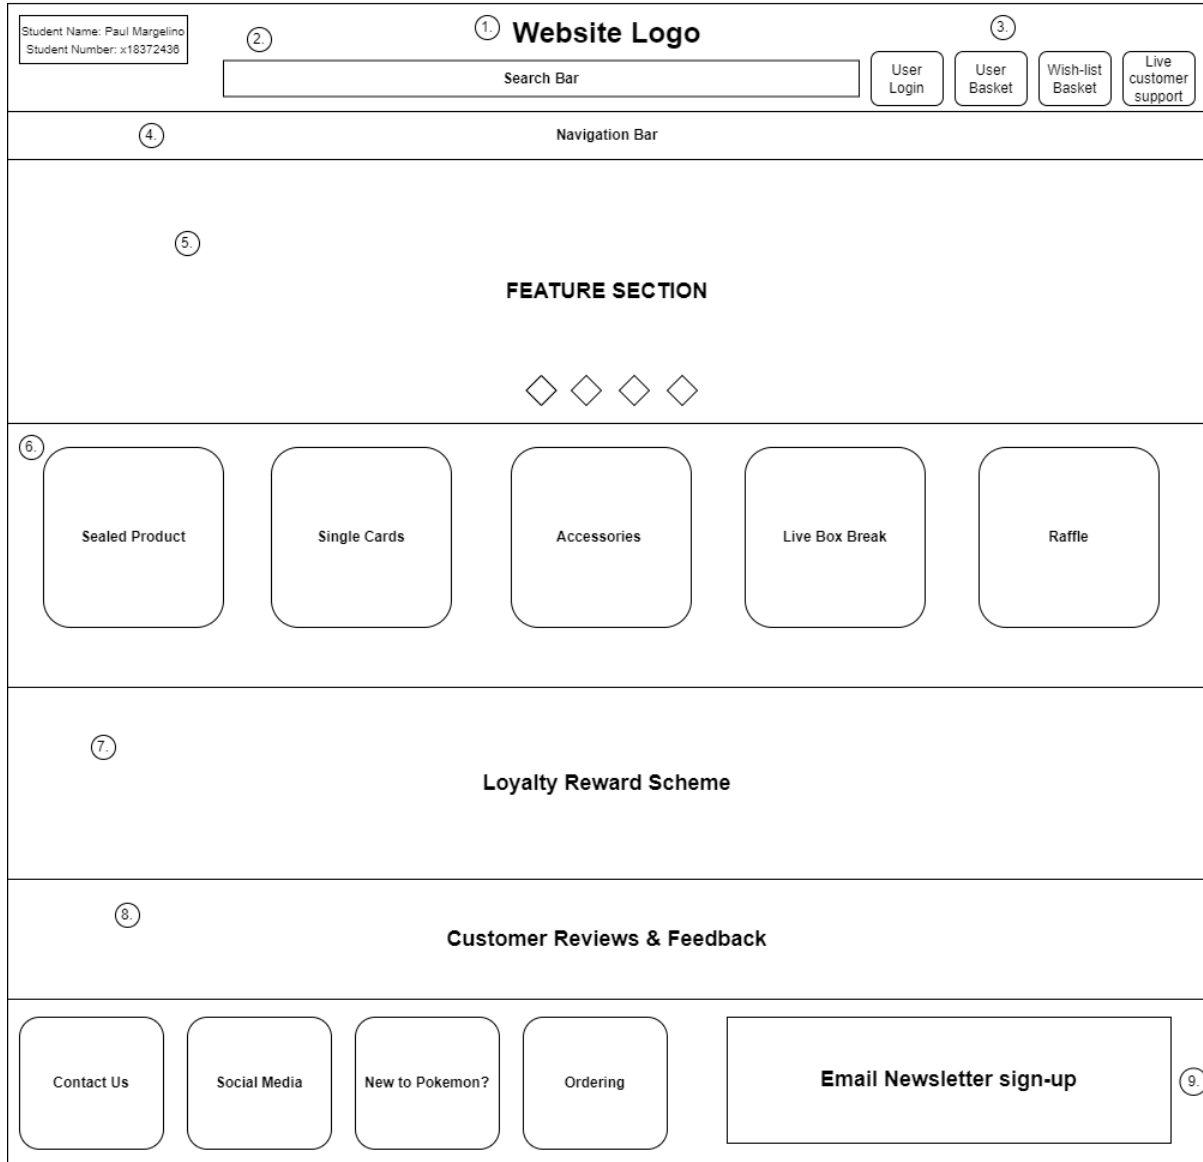 Student Name: Paul Margelino
Student Number: x18372436
1.
Website Logo
2.
3.
Search Bar
User
Login
User
Basket
Wish-list
Basket
Live
customer
support
4.
Navigation Bar
5.
FEATURE SECTION
6.
Sealed Product
Single Cards
Accessories
Live Box Break
Raffle
7.
Loyalty Reward Scheme
8.
Customer Reviews & Feedback
Contact Us
Social Media
New to Pokemon?
Ordering
Email Newsletter sign-up
9.